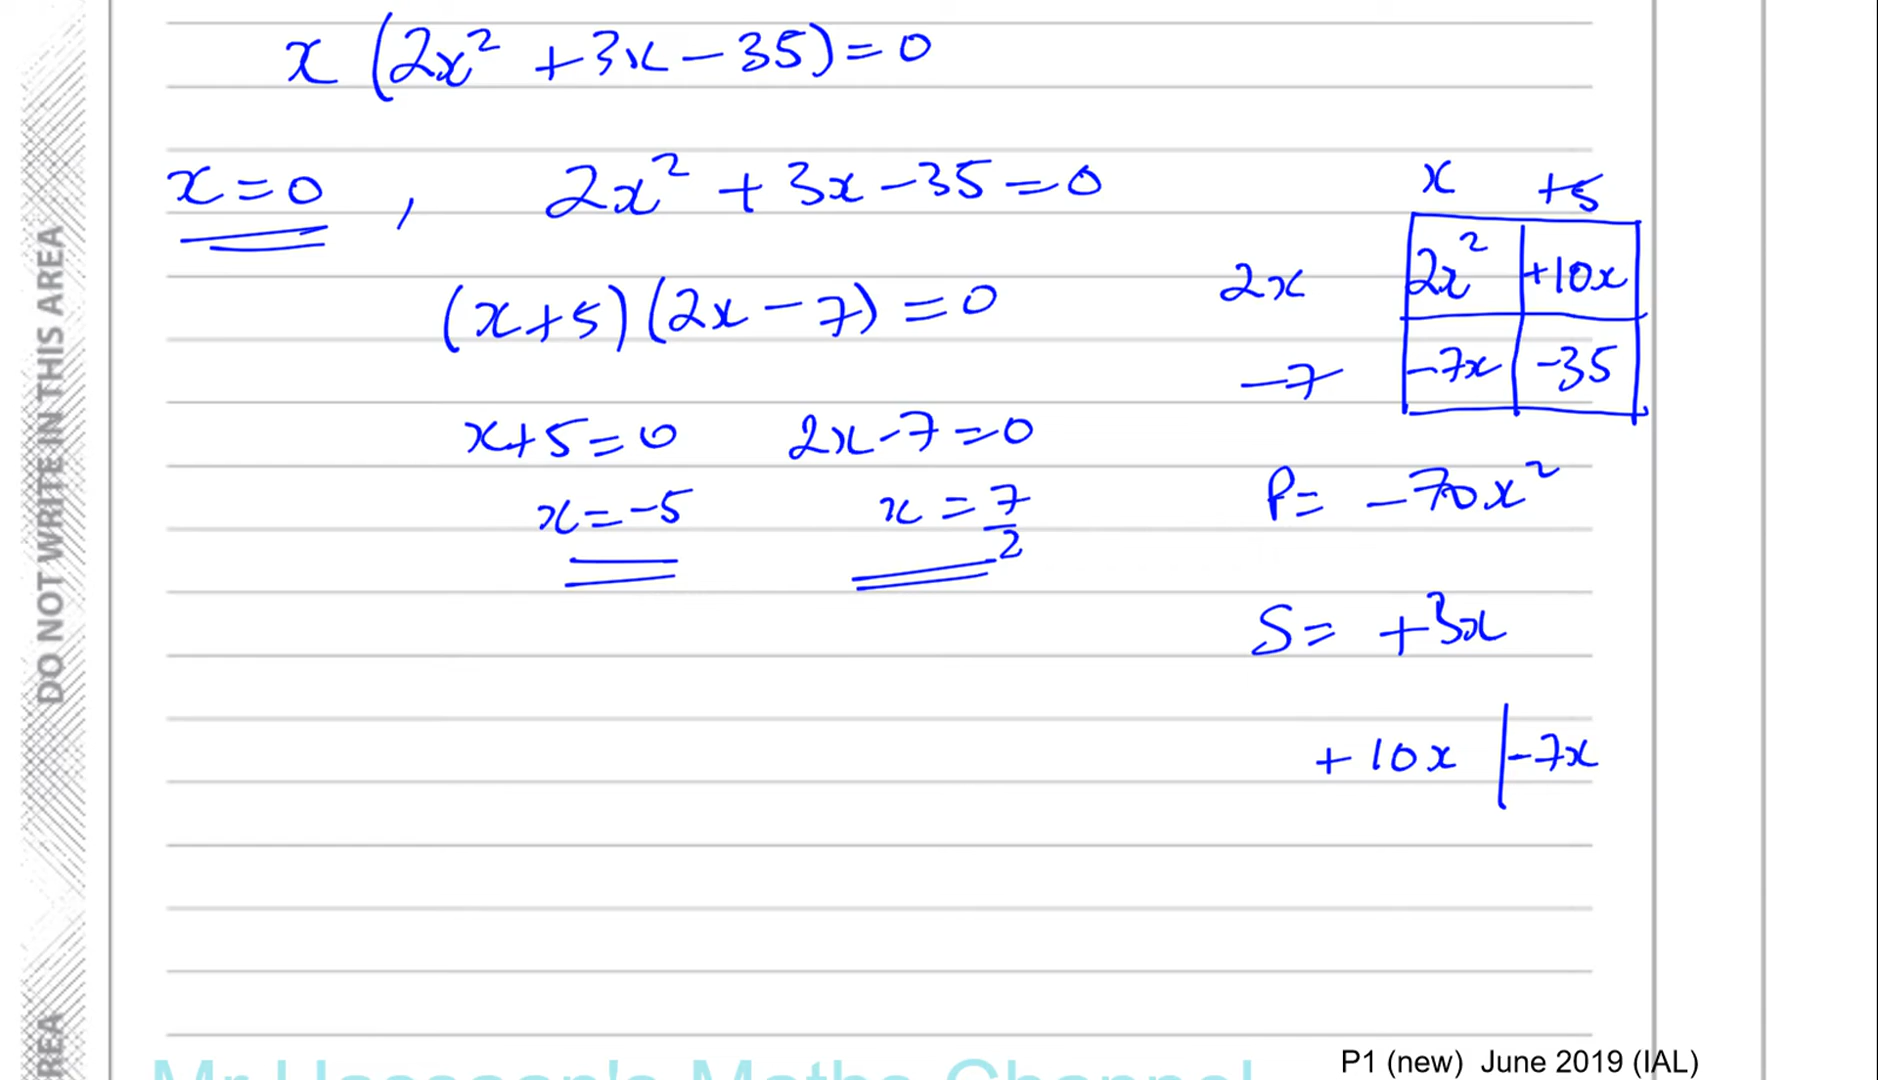 x (2x² + 3x - 35) = 0
x = 0 , 2x² + 3x - 35 = 0
(x+5)(2x-7) = 0
x+5=0 2x-7=0
x=-5 x = 7/2
x +5
2x 2x² +10x
-7 -7x -35
P = -70x²
S = +3x
+10x | -7x
DO NOT WRITE IN THIS AREA
REA
P1 (new) June 2019 (IAL)